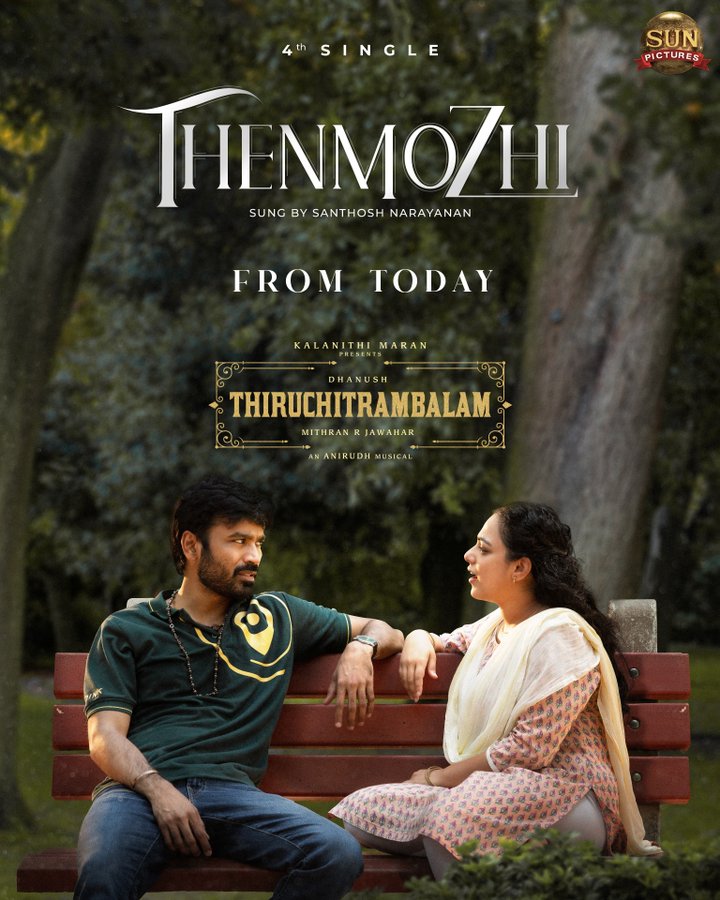 4th SINGLE
SUN
PICTURES
THENMOZHI
SUNG BY SANTHOSH NARAYANAN
FROM TODAY
KALANITHI MARAN
PRESENTS
DHANUSH
THIRUCHITRAMBALAM
MITHRAN R JAWAHAR
AN ANIRUDH MUSICAL